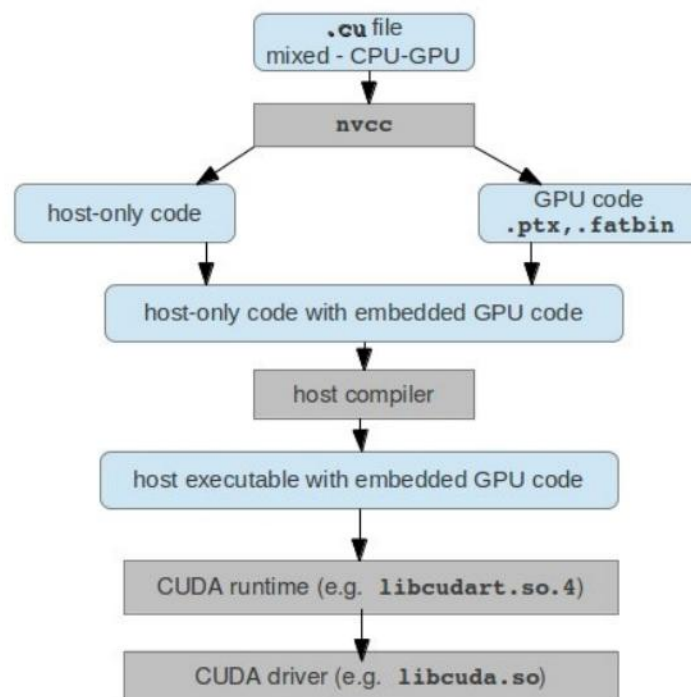 .cu file
mixed - CPU-GPU
nvcc
host-only code
GPU code
.ptx,.fatbin
host-only code with embedded GPU code
host compiler
host executable with embedded GPU code
CUDA runtime (e.g. libcudart.so.4)
CUDA driver (e.g. libcuda.so)